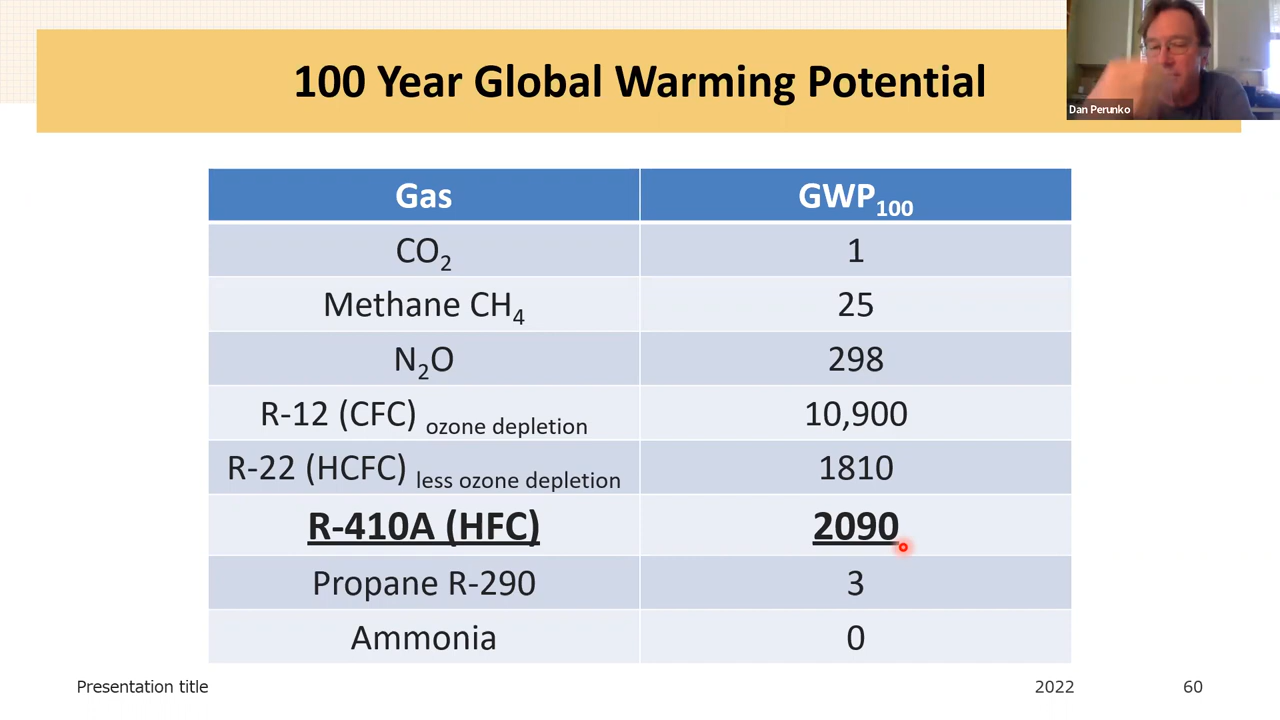 100 Year Global Warming Potential
Dan Perunko
Gas GWP₁₀₀
CO₂ 1
Methane CH₄ 25
N₂O 298
R-12 (CFC) ozone depletion 10,900
R-22 (HCFC) less ozone depletion 1810
R-410A (HFC) 2090
Propane R-290 3
Ammonia 0
Presentation title 2022 60